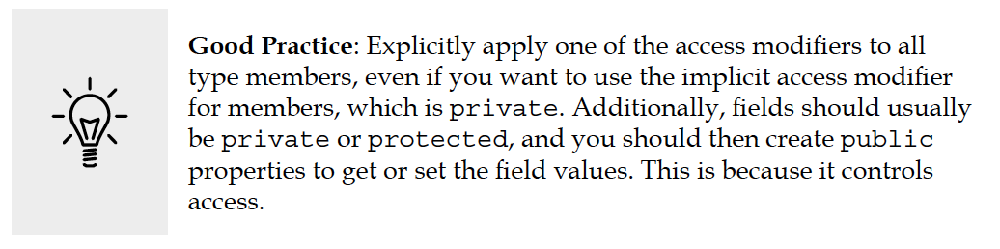 Good Practice: Explicitly apply one of the access modifiers to all
type members, even if you want to use the implicit access modifier
for members, which is private. Additionally, fields should usually
be private or protected, and you should then create public
properties to get or set the field values. This is because it controls
access.